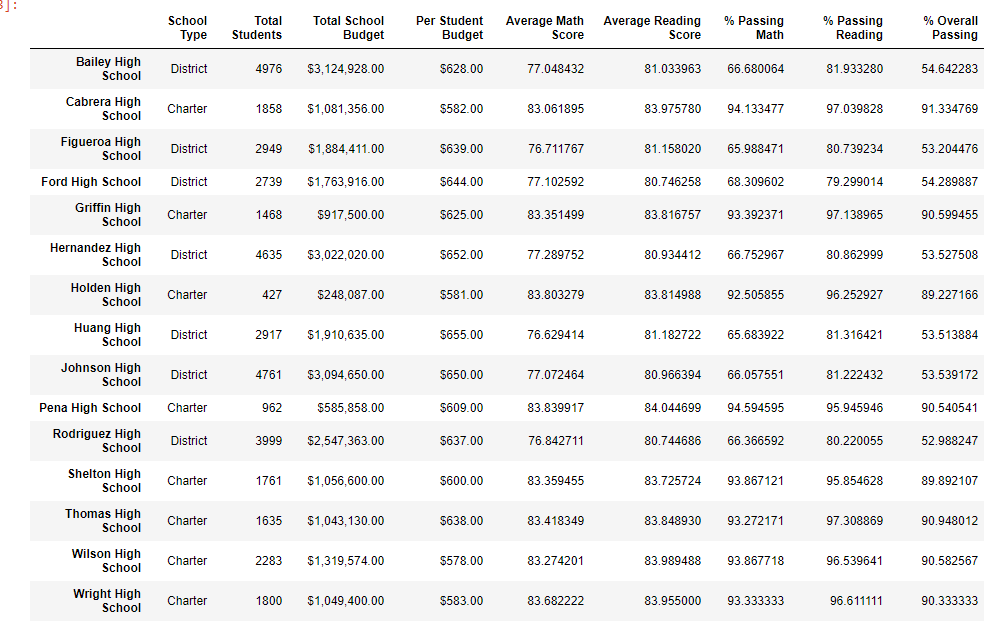 3]:
School Type Total Students Total School Budget Per Student Budget Average Math Score Average Reading Score % Passing Math % Passing Reading % Overall Passing
Bailey High School District 4976 $3,124,928.00 $628.00 77.048432 81.033963 66.680064 81.933280 54.642283
Cabrera High School Charter 1858 $1,081,356.00 $582.00 83.061895 83.975780 94.133477 97.039828 91.334769
Figueroa High School District 2949 $1,884,411.00 $639.00 76.711767 81.158020 65.988471 80.739234 53.204476
Ford High School District 2739 $1,763,916.00 $644.00 77.102592 80.746258 68.309602 79.299014 54.289887
Griffin High School Charter 1468 $917,500.00 $625.00 83.351499 83.816757 93.392371 97.138965 90.599455
Hernandez High School District 4635 $3,022,020.00 $652.00 77.289752 80.934412 66.752967 80.862999 53.527508
Holden High School Charter 427 $248,087.00 $581.00 83.803279 83.814988 92.505855 96.252927 89.227166
Huang High School District 2917 $1,910,635.00 $655.00 76.629414 81.182722 65.683922 81.316421 53.513884
Johnson High School District 4761 $3,094,650.00 $650.00 77.072464 80.966394 66.057551 81.222432 53.539172
Pena High School Charter 962 $585,858.00 $609.00 83.839917 84.044699 94.594595 95.945946 90.540541
Rodriguez High School District 3999 $2,547,363.00 $637.00 76.842711 80.744686 66.366592 80.220055 52.988247
Shelton High School Charter 1761 $1,056,600.00 $600.00 83.359455 83.725724 93.867121 95.854628 89.892107
Thomas High School Charter 1635 $1,043,130.00 $638.00 83.418349 83.848930 93.272171 97.308869 90.948012
Wilson High School Charter 2283 $1,319,574.00 $578.00 83.274201 83.989488 93.867718 96.539641 90.582567
Wright High School Charter 1800 $1,049,400.00 $583.00 83.682222 83.955000 93.333333 96.611111 90.333333